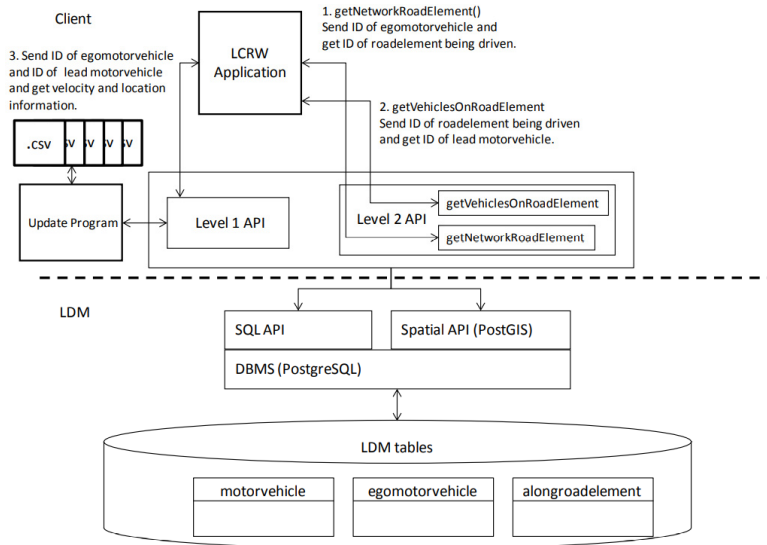 Client
1. getNetworkRoadElement()
Send ID of egomotorvehicle and
get ID of roadelement being driven.
LCRW
Application
3. Send ID of egomotorvehicle
and ID of lead motorvehicle
and get velocity and location
information.
2. getVehiclesOnRoadElement
Send ID of roadelement being driven
and get ID of lead motorvehicle.
.csv
sv
sv
sv
sv
Update Program
Level 1 API
Level 2 API
getVehiclesOnRoadElement
getNetworkRoadElement
LDM
SQL API
Spatial API (PostGIS)
DBMS (PostgreSQL)
LDM tables
motorvehicle
egomotorvehicle
alongroadelement